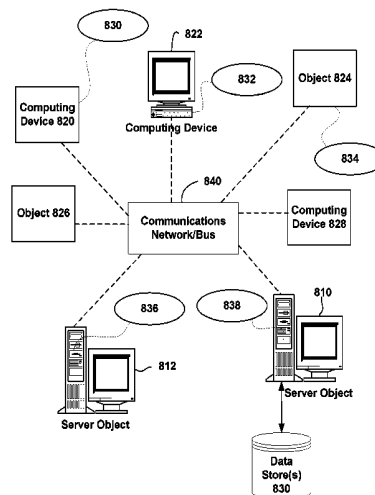 830
822
832
Object 824
Computing
Device 820
Computing Device
834
840
Object 826
Communications
Network/Bus
Computing
Device 828
836
838
810
812
Server Object
Server Object
Data
Store(s)
830